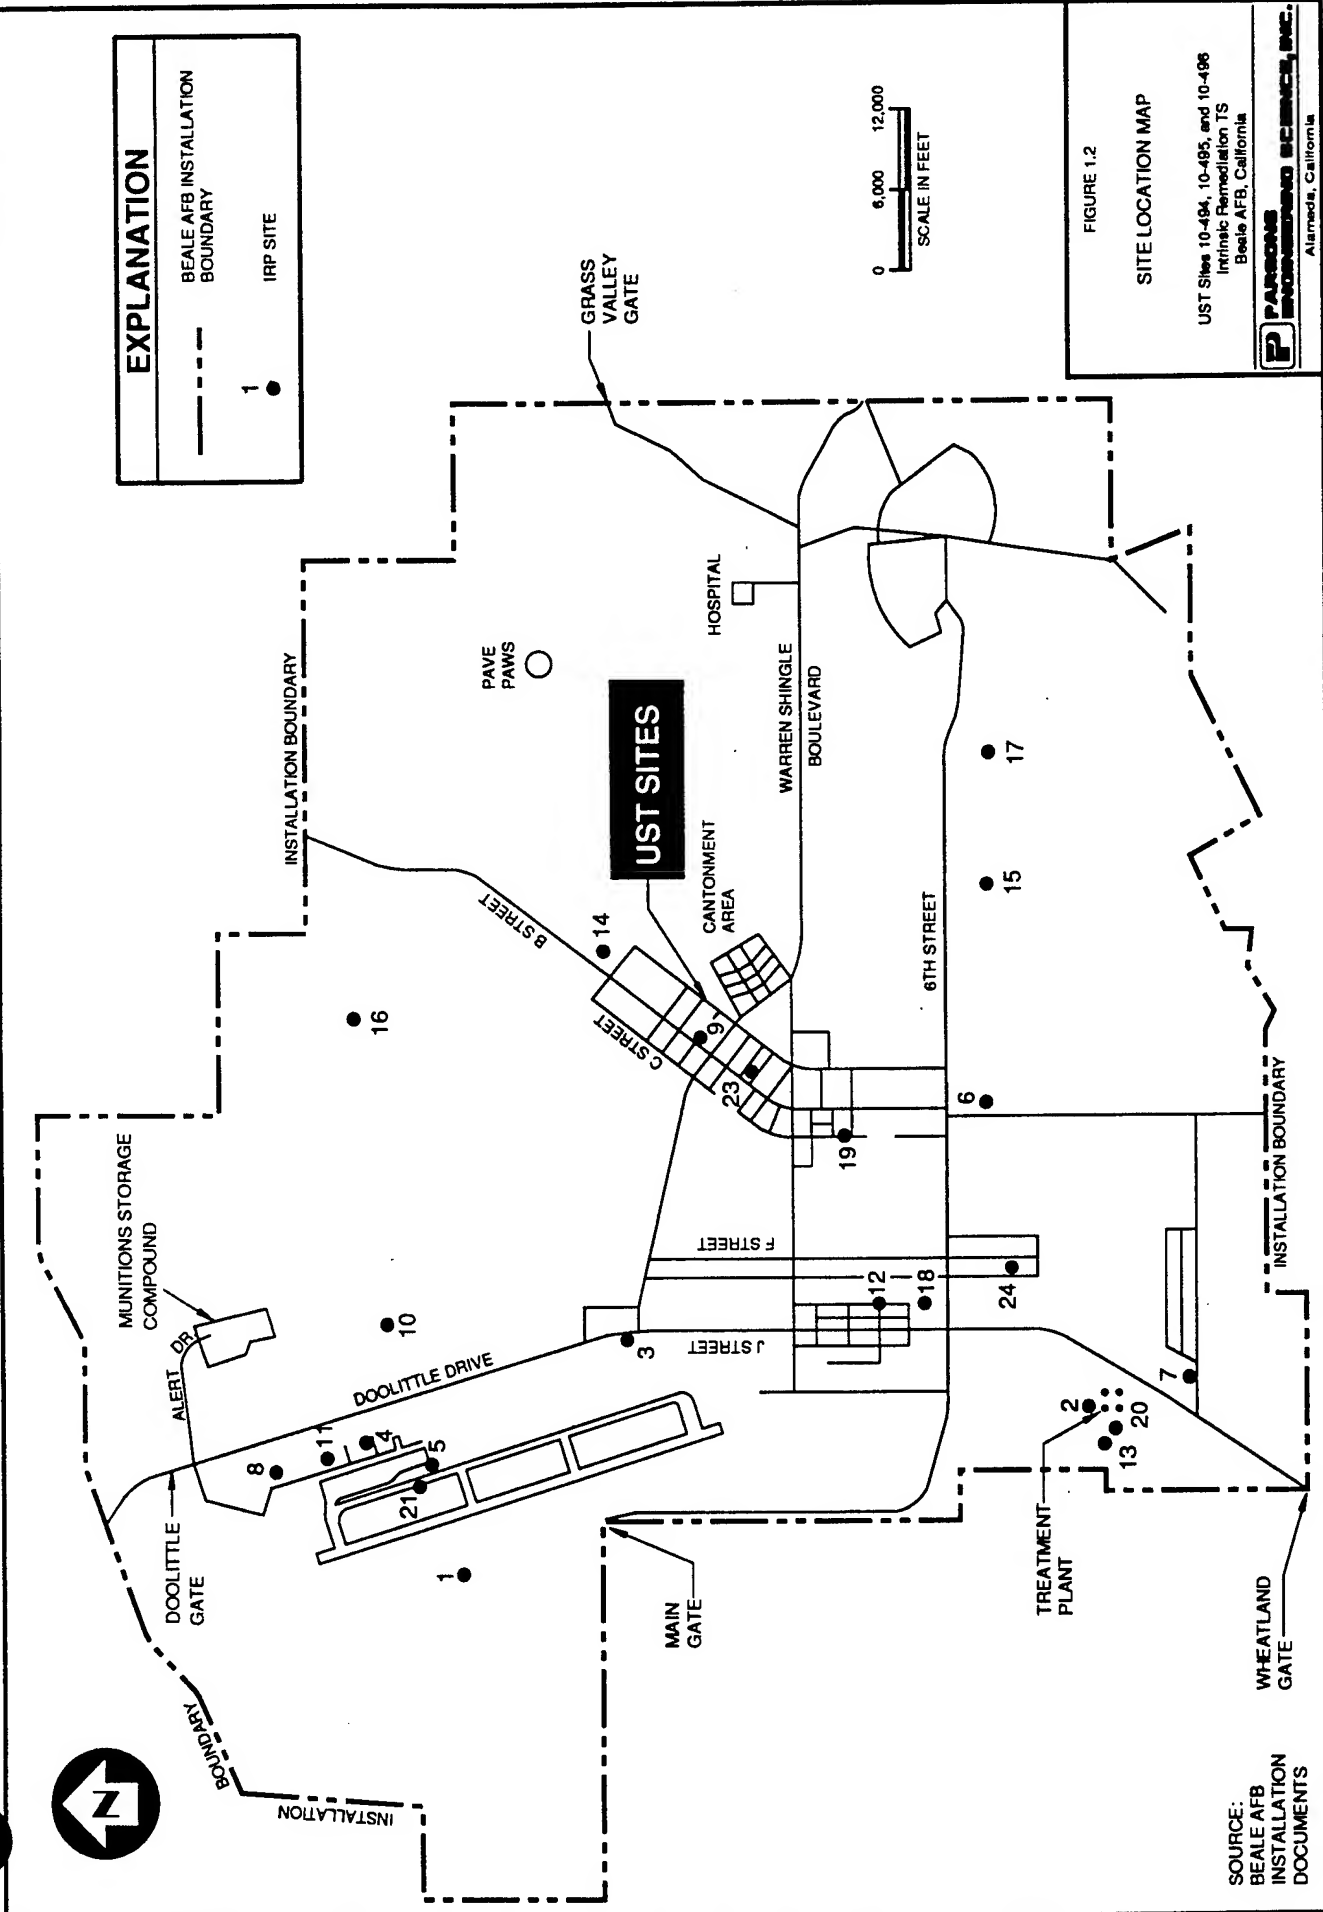 EXPLANATION
BEALE AFB INSTALLATION
BOUNDARY
1
IRP SITE
N
INSTALLATION
BOUNDARY
DOOLITTLE
GATE
ALERT DR.
MUNITIONS STORAGE
COMPOUND
INSTALLATION BOUNDARY
8
11
4
5
21
1
10
16
DOOLITTLE DRIVE
B STREET
C STREET
14
PAVE
PAWS
UST SITES
GRASS
VALLEY
GATE
HOSPITAL
CANTONMENT
AREA
9
23
19
WARREN SHINGLE
BOULEVARD
3
J STREET
F STREET
12
18
24
6TH STREET
6
15
17
MAIN
GATE
TREATMENT
PLANT
2
13
20
7
WHEATLAND
GATE
INSTALLATION BOUNDARY
0 6,000 12,000
SCALE IN FEET
SOURCE:
BEALE AFB
INSTALLATION
DOCUMENTS
FIGURE 1.2
SITE LOCATION MAP
UST Sites 10-494, 10-495, and 10-496
Intrinsic Remediation TS
Beale AFB, California
P
PARSONS
ENGINEERING SCIENCE, INC.
Alameda, California